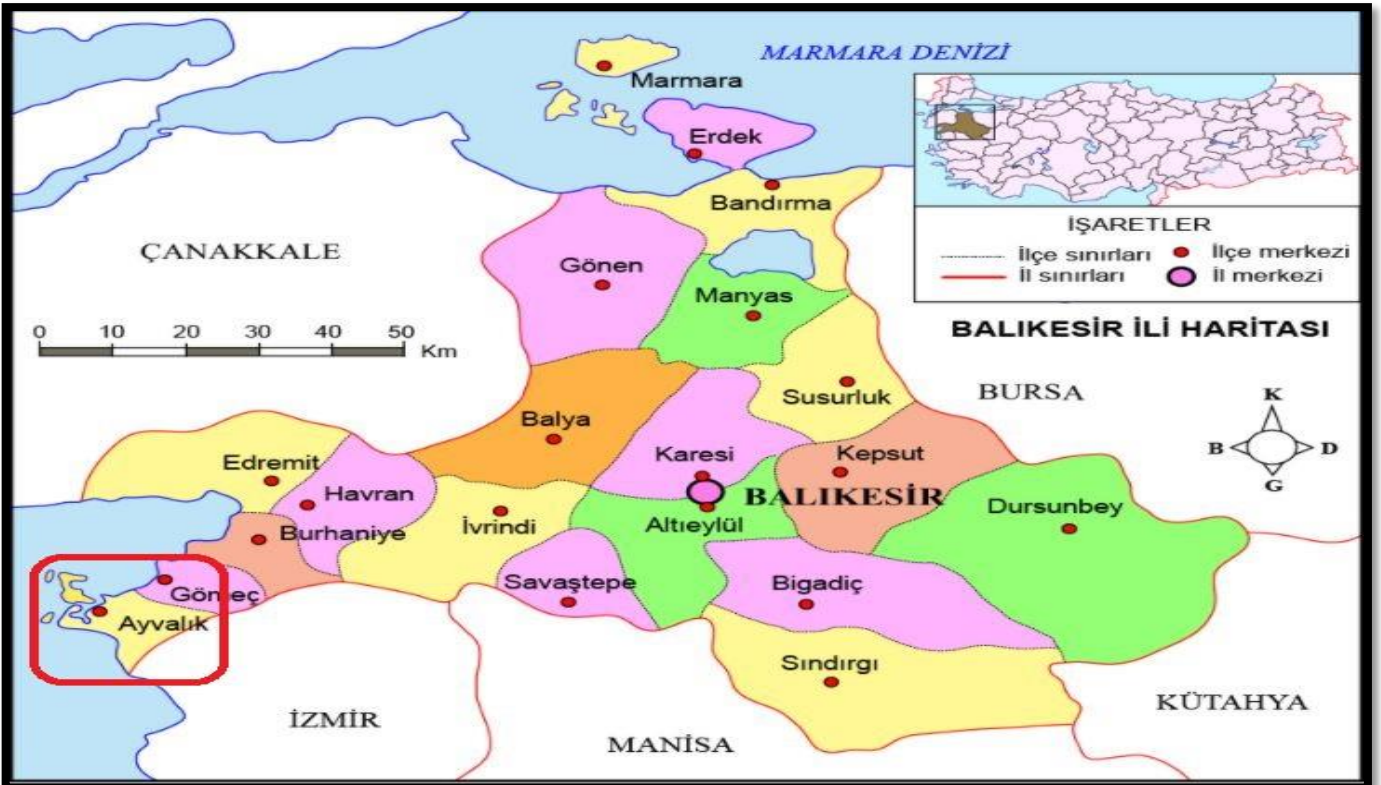 MARMARA DENİZİ
Marmara
Erdek
Bandırma
İŞARETLER
İlçe sınırları
İlçe merkezi
İl sınırları
İl merkezi
ÇANAKKALE
Gönen
Manyas
0 10 20 30 40 50
Km
BALIKESİR İLİ HARİTASI
Susurluk
BURSA
K
B
D
G
Balya
Karesi
Kepsut
Edremit
Havran
BALIKESİR
Dursunbey
Burhaniye
İvrindi
Altıeylül
Savaştepe
Bigadiç
Gömeç
Ayvalık
Sındırgı
İZMİR
MANİSA
KÜTAHYA